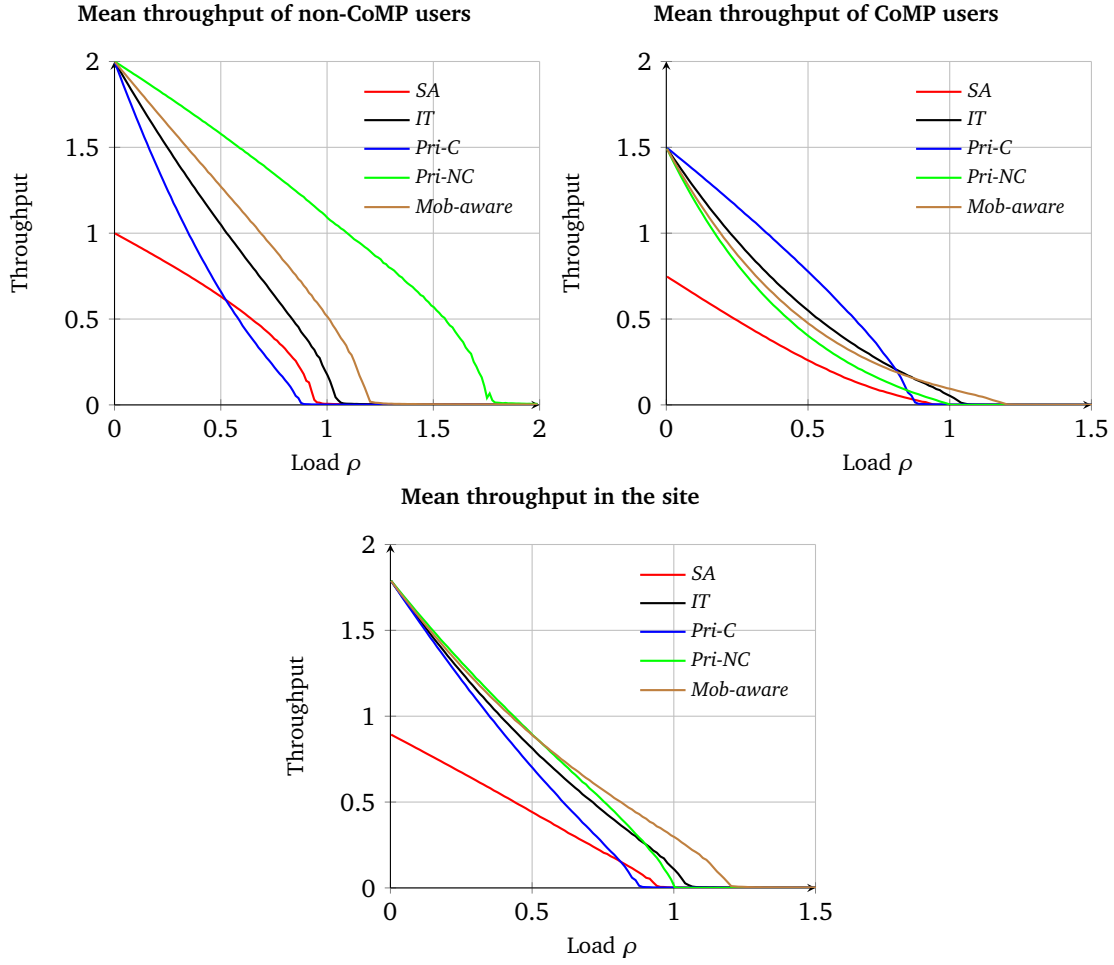 Mean throughput of non-CoMP users
2
1.5
1
0.5
0
0
0.5
1
1.5
2
Throughput
Load ρ
SA
IT
Pri-C
Pri-NC
Mob-aware
Mean throughput of CoMP users
2
1.5
1
0.5
0
0
0.5
1
1.5
Throughput
Load ρ
SA
IT
Pri-C
Pri-NC
Mob-aware
Mean throughput in the site
2
1.5
1
0.5
0
0
0.5
1
1.5
Throughput
Load ρ
SA
IT
Pri-C
Pri-NC
Mob-aware